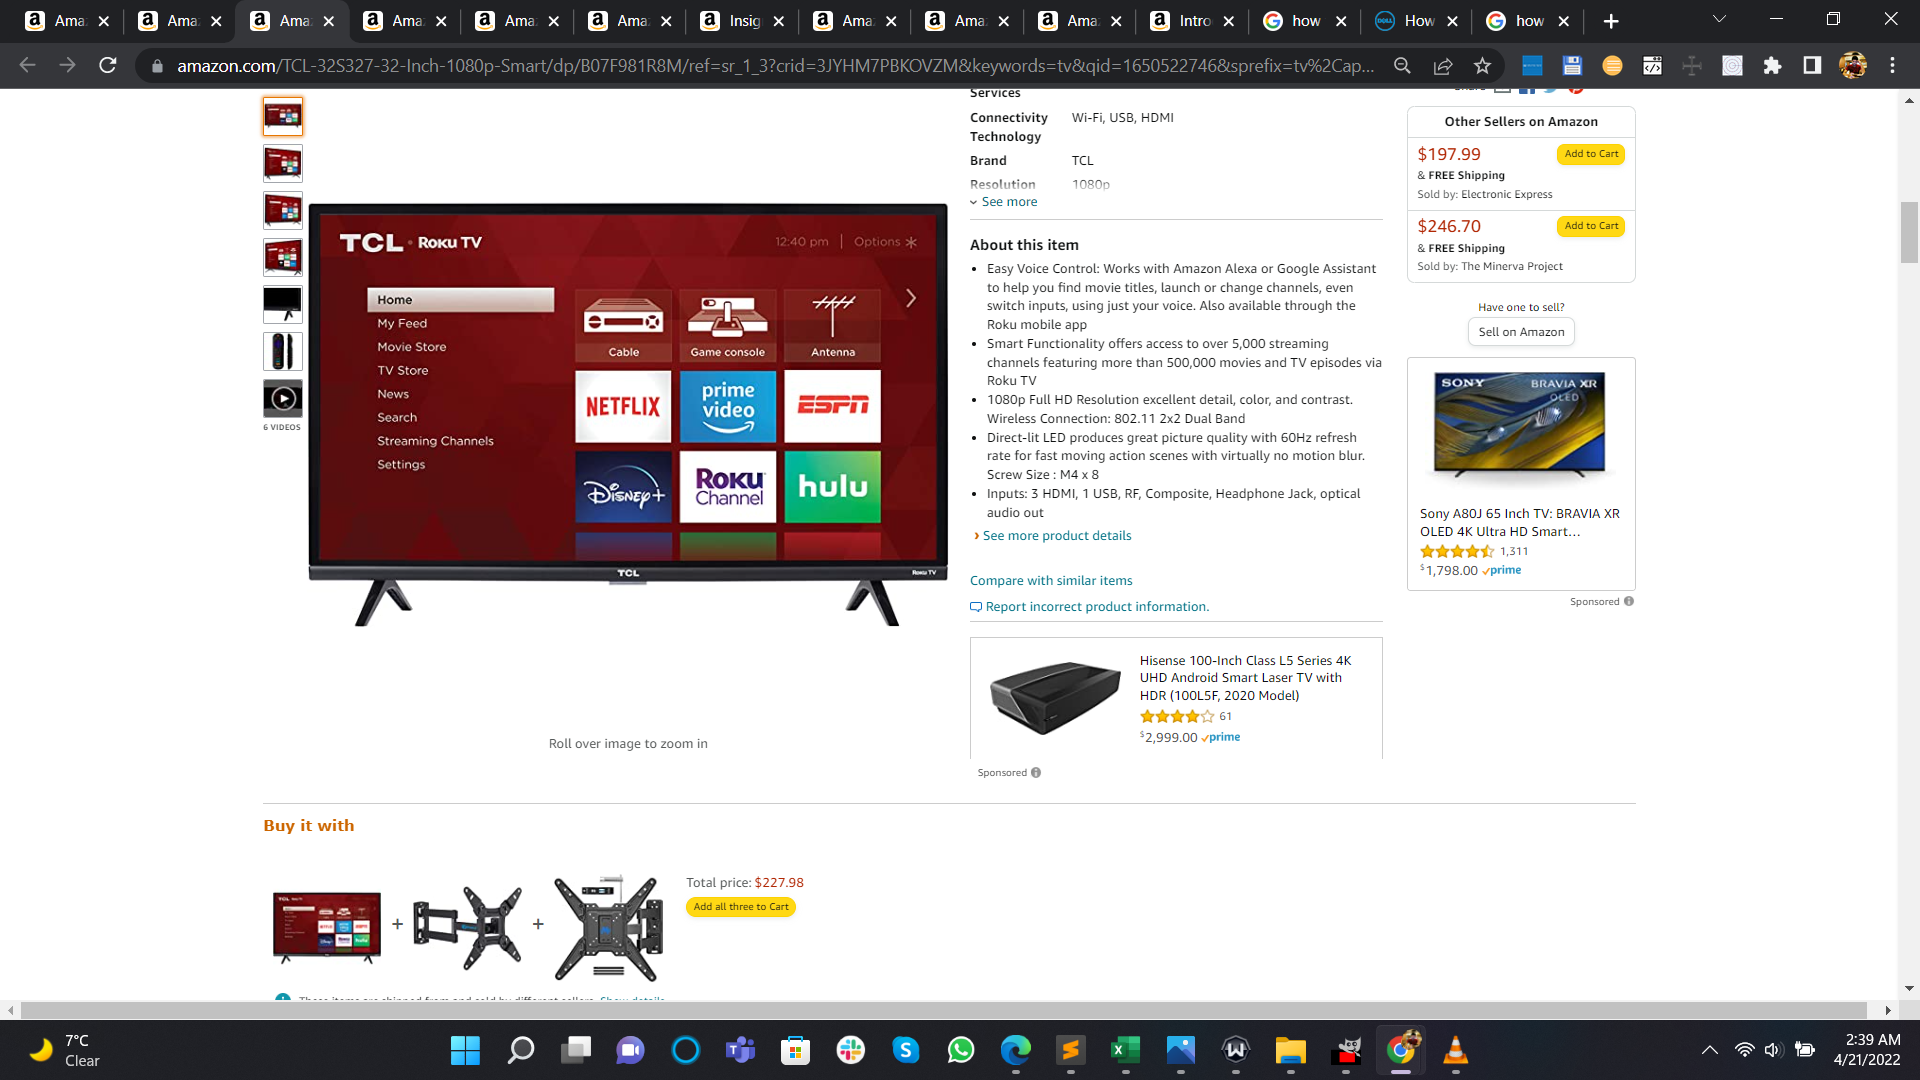 Ama
Ama
Ama
Ama
Ama
Ama
Insig
Ama
Ama
Ama
Intro
how
How
how
amazon.com/TCL-32S327-32-Inch-1080p-Smart/dp/B07F981R8M/ref=sr_1_3?crid=3JYHM7PBKOVZM&keywords=tv&qid=1650522746&sprefix=tv%2Cap...
6 VIDEOS
TCL • Roku TV
12:40 pm | Options
Home
My Feed
Movie Store
TV Store
News
Search
Streaming Channels
Settings
Cable
Game console
Antenna
NETFLIX
prime video
ESPN
Disney+
Roku Channel
hulu
TCL
Roku TV
Roll over image to zoom in
Services
Connectivity Technology Wi-Fi, USB, HDMI
Brand TCL
Resolution 1080p
See more
About this item
• Easy Voice Control: Works with Amazon Alexa or Google Assistant
to help you find movie titles, launch or change channels, even
switch inputs, using just your voice. Also available through the
Roku mobile app
• Smart Functionality offers access to over 5,000 streaming
channels featuring more than 500,000 movies and TV episodes via
Roku TV
• 1080p Full HD Resolution excellent detail, color, and contrast.
Wireless Connection: 802.11 2x2 Dual Band
• Direct-lit LED produces great picture quality with 60Hz refresh
rate for fast moving action scenes with virtually no motion blur.
Screw Size : M4 x 8
• Inputs: 3 HDMI, 1 USB, RF, Composite, Headphone Jack, optical
audio out
› See more product details
Compare with similar items
Report incorrect product information.
Hisense 100-Inch Class L5 Series 4K
UHD Android Smart Laser TV with
HDR (100L5F, 2020 Model)
61
$2,999.00 prime
Sponsored
Share
Other Sellers on Amazon
$197.99 Add to Cart
& FREE Shipping
Sold by: Electronic Express
$246.70 Add to Cart
& FREE Shipping
Sold by: The Minerva Project
Have one to sell?
Sell on Amazon
SONY BRAVIA XR
OLED
Sony A80J 65 Inch TV: BRAVIA XR
OLED 4K Ultra HD Smart...
1,311
$1,798.00 prime
Sponsored
Buy it with
+
+
Total price: $227.98
Add all three to Cart
These items are shipped from and sold by different sellers. Show details
7°C
Clear
2:39 AM
4/21/2022